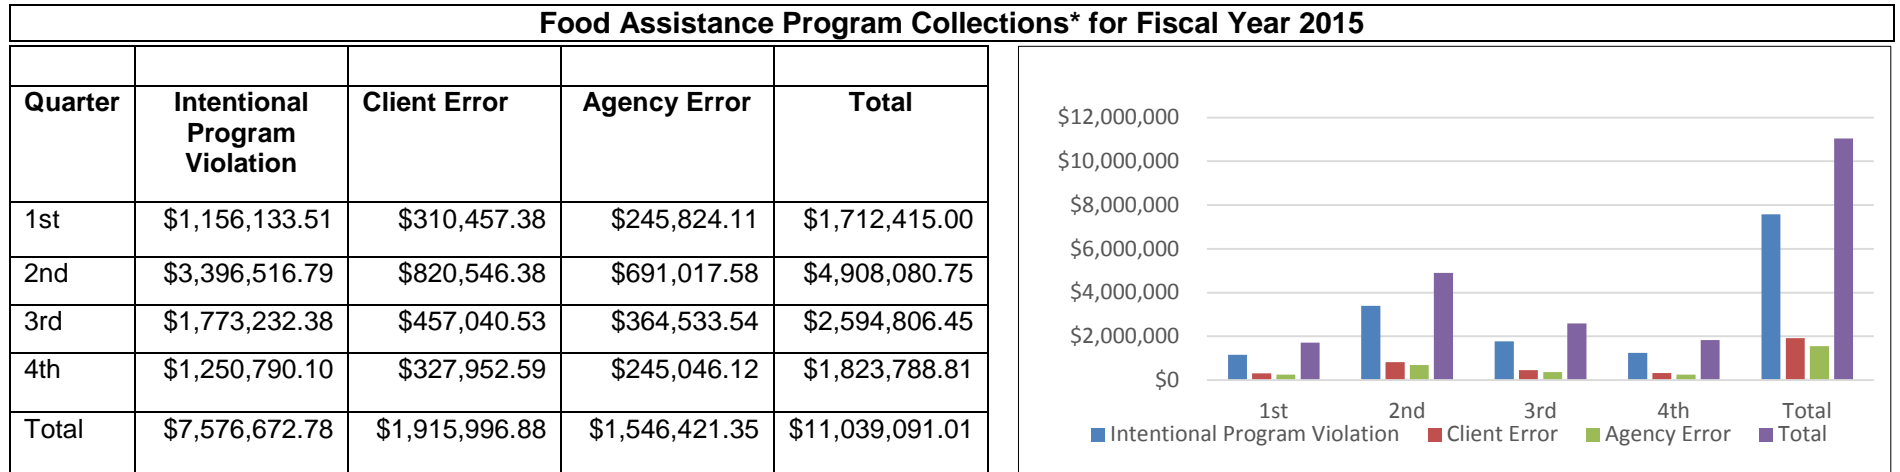 Food Assistance Program Collections* for Fiscal Year 2015
Quarter Intentional Program Violation Client Error Agency Error Total
1st $1,156,133.51 $310,457.38 $245,824.11 $1,712,415.00
2nd $3,396,516.79 $820,546.38 $691,017.58 $4,908,080.75
3rd $1,773,232.38 $457,040.53 $364,533.54 $2,594,806.45
4th $1,250,790.10 $327,952.59 $245,046.12 $1,823,788.81
Total $7,576,672.78 $1,915,996.88 $1,546,421.35 $11,039,091.01
$12,000,000
$10,000,000
$8,000,000
$6,000,000
$4,000,000
$2,000,000
$0
1st 2nd 3rd 4th Total
Intentional Program Violation Client Error Agency Error Total